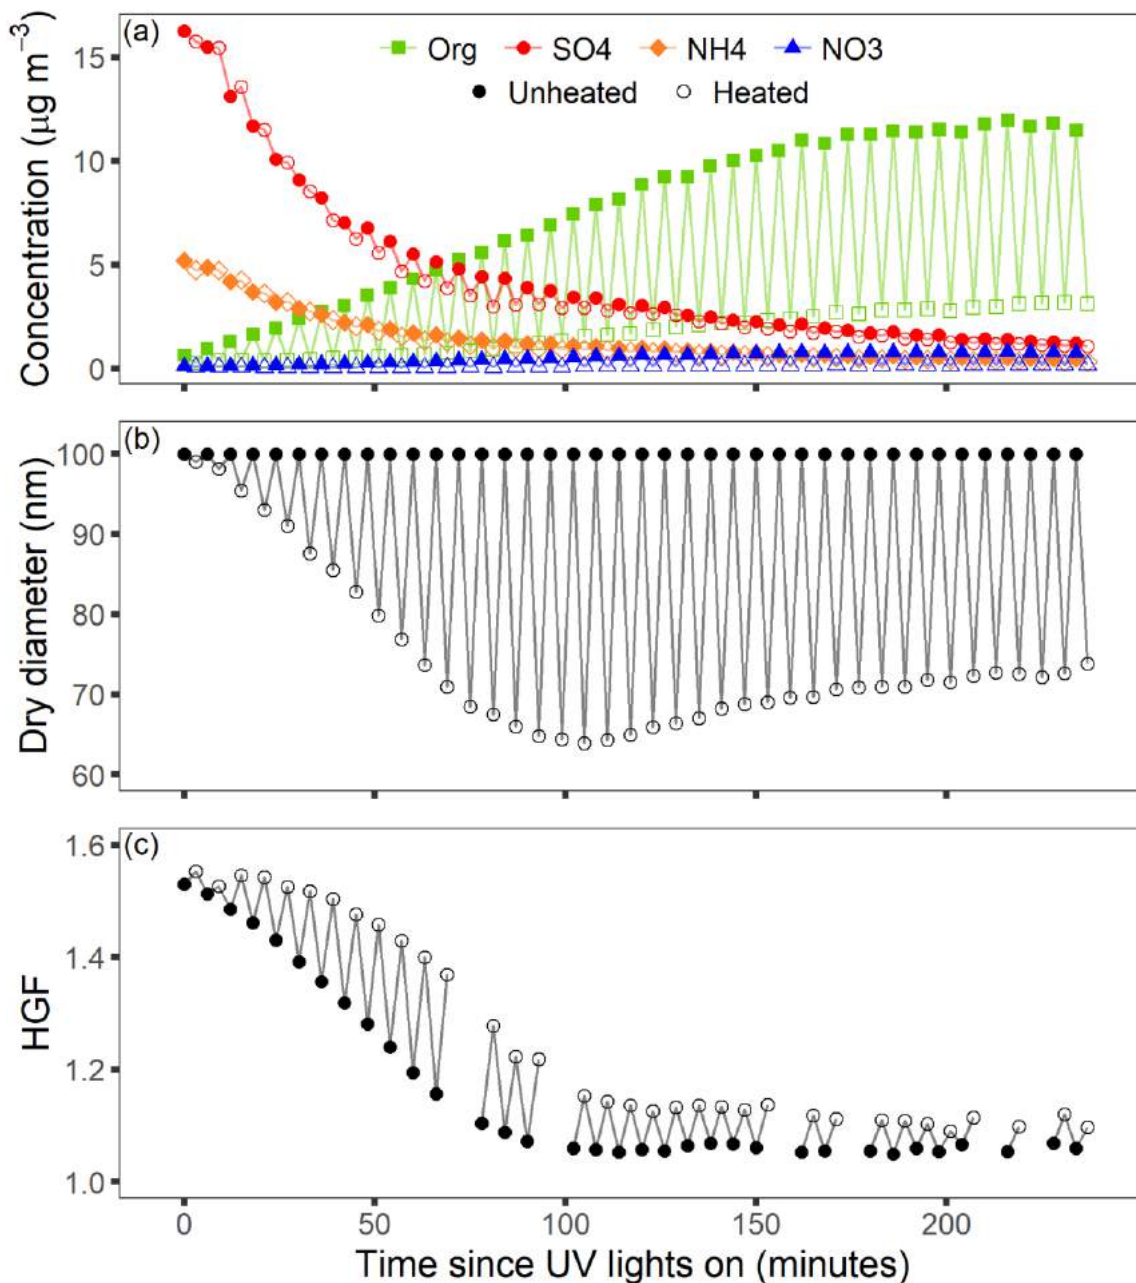 (a)
Org SO4 NH4 NO3
Unheated Heated
Concentration (μg m⁻³)
15
10
5
0
(b)
Dry diameter (nm)
100
90
80
70
60
(c)
HGF
1.6
1.4
1.2
1.0
0 50 100 150 200
Time since UV lights on (minutes)